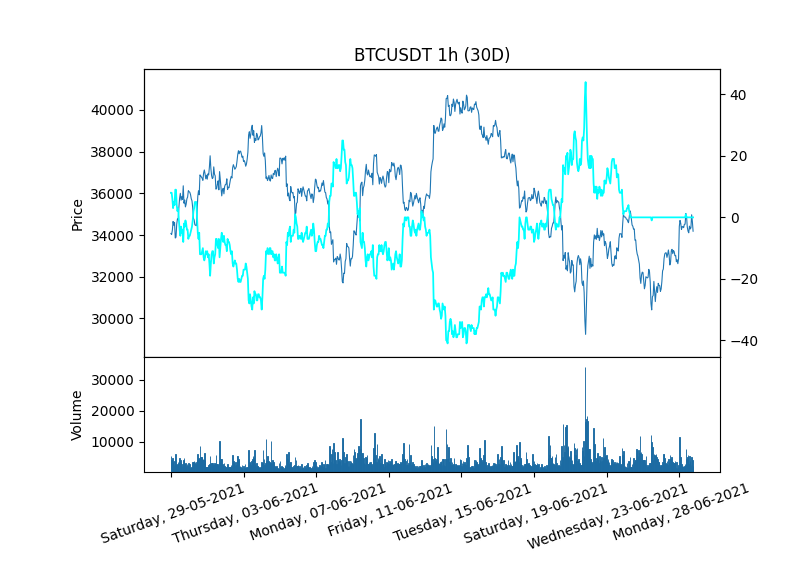 BTCUSDT 1h (30D)
Price
40000
38000
36000
34000
32000
30000
40
20
0
−20
−40
Volume
30000
20000
10000
Saturday, 29-05-2021
Thursday, 03-06-2021
Monday, 07-06-2021
Friday, 11-06-2021
Tuesday, 15-06-2021
Saturday, 19-06-2021
Wednesday, 23-06-2021
Monday, 28-06-2021